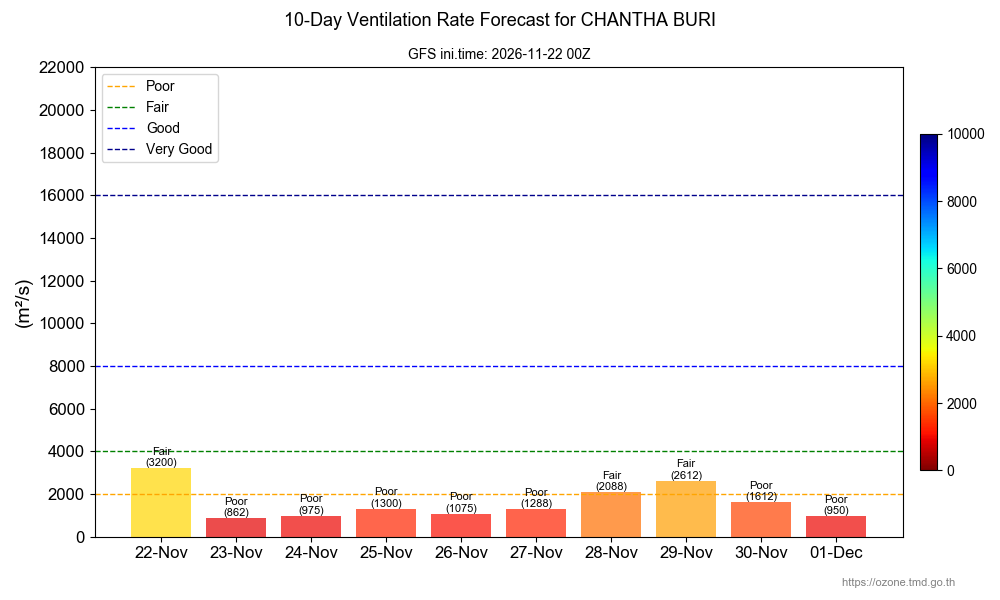 10-Day Ventilation Rate Forecast for CHANTHA BURI
GFS ini.time: 2026-11-22 00Z
22000
20000
18000
16000
14000
12000
10000
8000
6000
4000
2000
0
(m²/s)
Poor
Fair
Good
Very Good
Fair
(3200)
Poor
(862)
Poor
(975)
Poor
(1300)
Poor
(1075)
Poor
(1288)
Fair
(2088)
Fair
(2612)
Poor
(1612)
Poor
(950)
22-Nov 23-Nov 24-Nov 25-Nov 26-Nov 27-Nov 28-Nov 29-Nov 30-Nov 01-Dec
10000
8000
6000
4000
2000
0
https://ozone.tmd.go.th